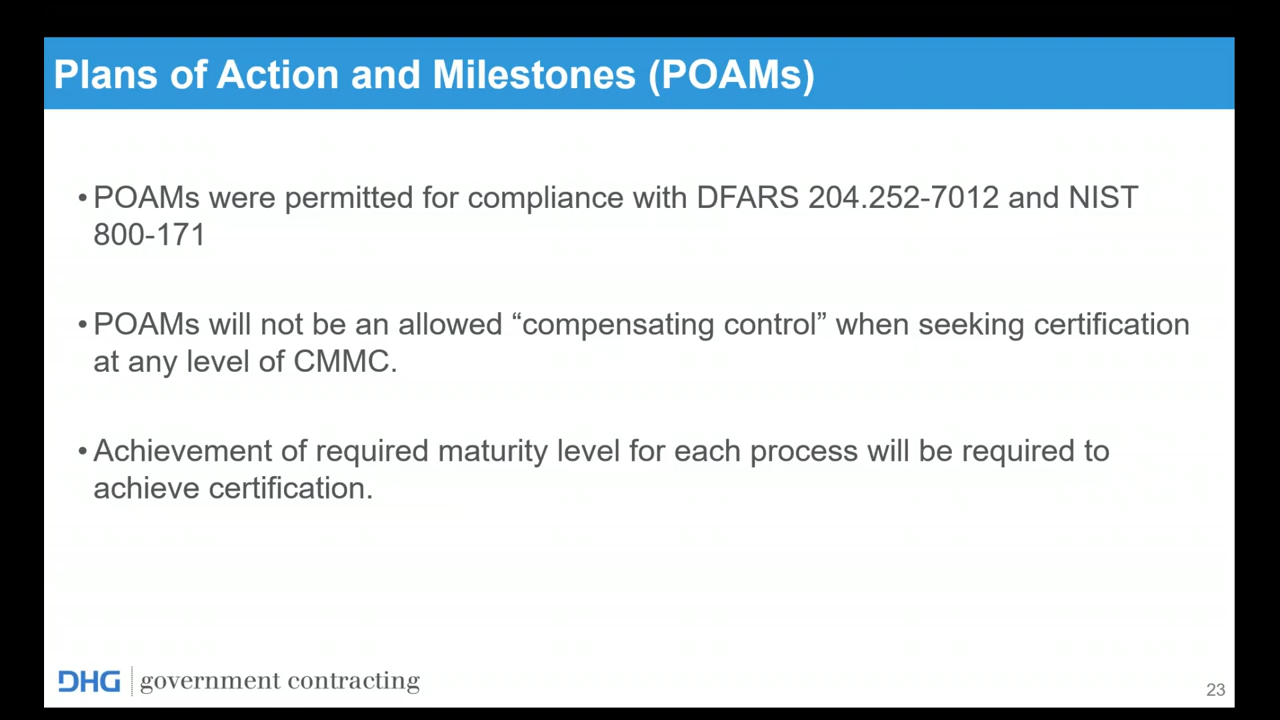 Plans of Action and Milestones (POAMs)
•POAMs were permitted for compliance with DFARS 204.252-7012 and NIST
800-171
•POAMs will not be an allowed “compensating control” when seeking certification
at any level of CMMC.
•Achievement of required maturity level for each process will be required to
achieve certification.
DHG government contracting
23